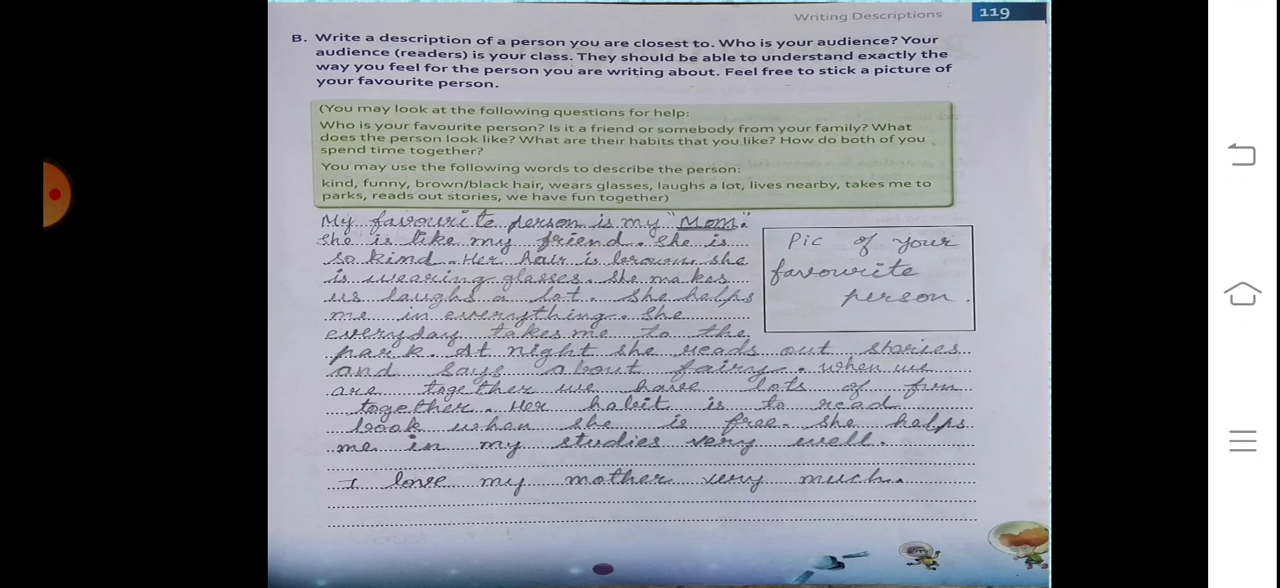 Writing Descriptions 119
B. Write a description of a person you are closest to. Who is your audience? Your
audience (readers) is your class. They should be able to understand exactly the
way you feel for the person you are writing about. Feel free to stick a picture of
your favourite person.
(You may look at the following questions for help:
Who is your favourite person? Is it a friend or somebody from your family? What
does the person look like? What are their habits that you like? How do both of you
spend time together?
You may use the following words to describe the person:
kind, funny, brown/black hair, wears glasses, laughs a lot, lives nearby, takes me to
parks, reads out stories, we have fun together)
My favourite person is my "Mom".
She is like my friend. She is
so kind. Her hair is brown she
is wearing glasses. She makes
us laughs a lot. She helps
me in everything. She
everyday takes me to the
park. At night she reads out stories
and says about fairy. when we
are together we have lots of fun
together. Her habit is to read
book when she is free. She helps
me in my studies very well.
I love my mother very much.
Pic of your
favourite
person.